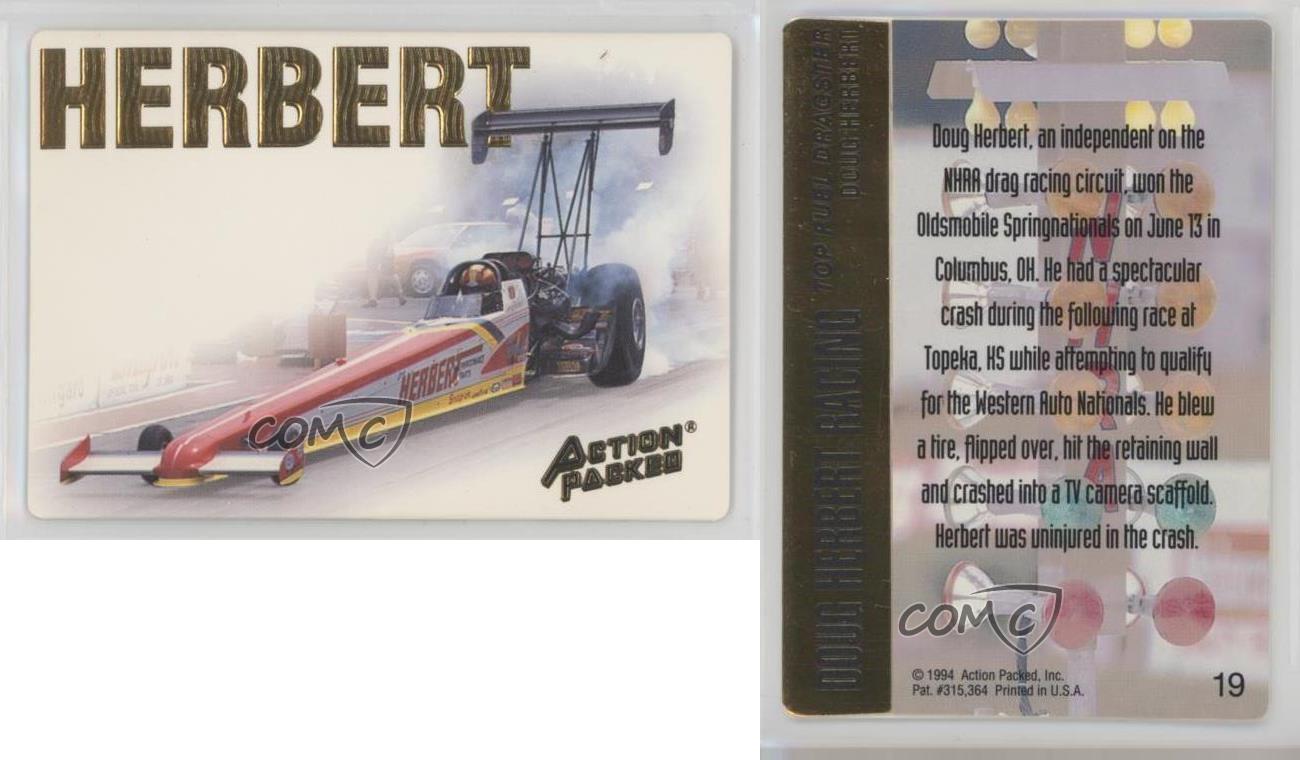 HERBERT
HERBERT
ACTION
PACKED®
COMC
DOUG HERBERT RACING
TOP FUEL DRAGSTER
DOUG HERBERT
Doug Herbert, an independent on the
NHRA drag racing circuit, won the
Oldsmobile Springnationals on June 13 in
Columbus, OH. He had a spectacular
crash during the following race at
Topeka, KS while attempting to qualify
for the Western Auto Nationals. He blew
a tire, flipped over, hit the retaining wall
and crashed into a TV camera scaffold.
Herbert was uninjured in the crash.
COMC
© 1994 Action Packed, Inc.
Pat. #315,364 Printed in U.S.A.
19